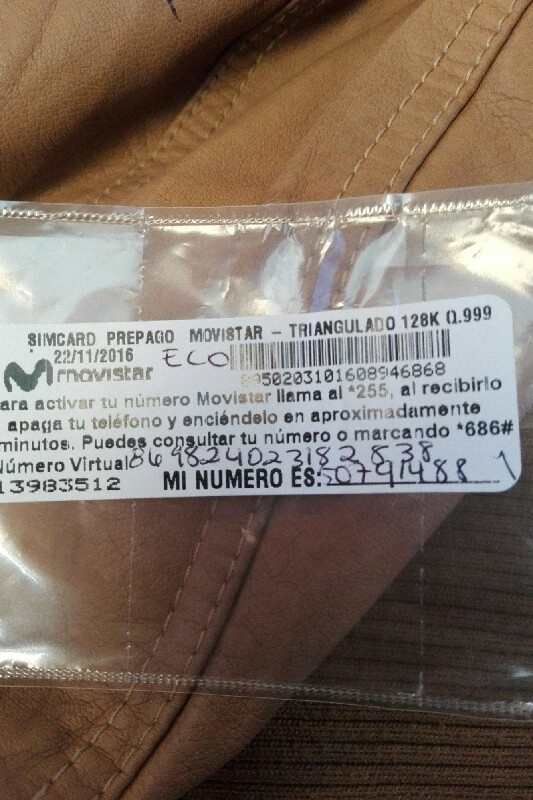 SIMCARD PREPAGO MOVISTAR - TRIANGULADO 128K Q.999
22/11/2016 ECO
movistar 8950203101608946868
ara activar tu número Movistar llama al *255, al recibirlo
apaga tu teléfono y enciéndelo en aproximadamente
minutos. Puedes consultar tu número o marcando *686#
Número Virtual 869824023182838
13983512 MI NUMERO ES: 50741488